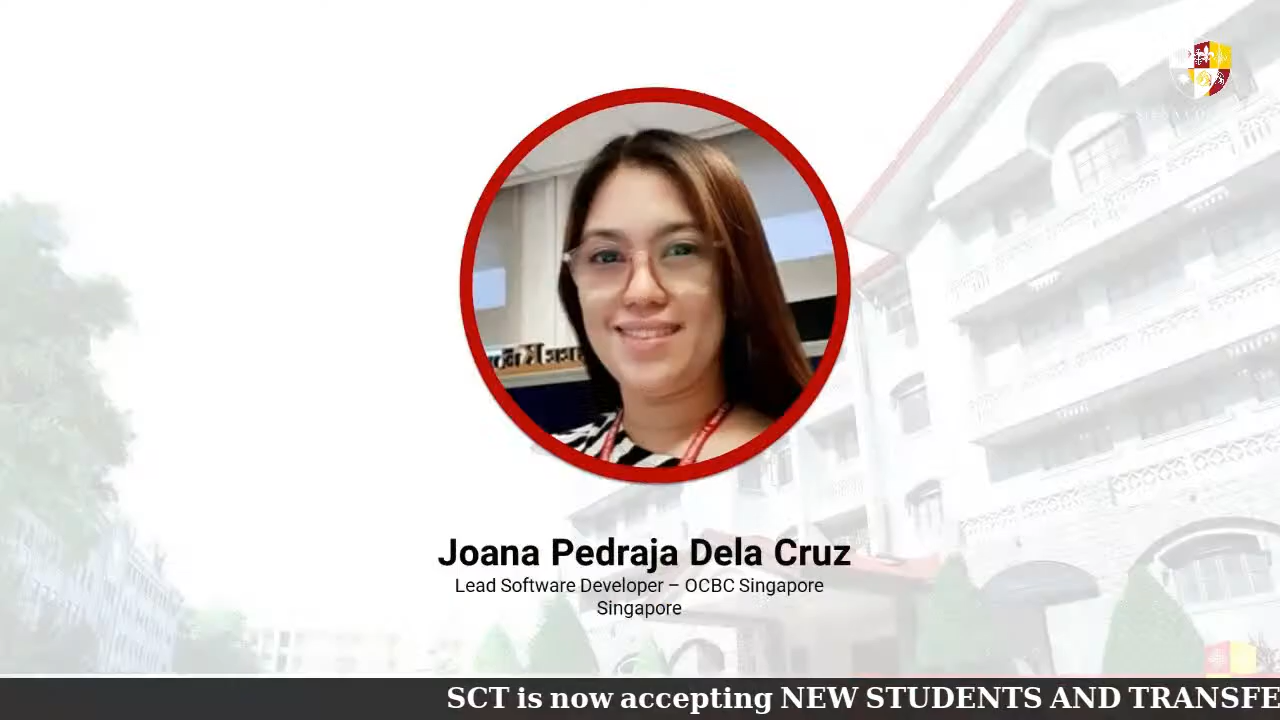 Joana Pedraja Dela Cruz
Lead Software Developer – OCBC Singapore
Singapore
SCT is now accepting NEW STUDENTS AND TRANSFE